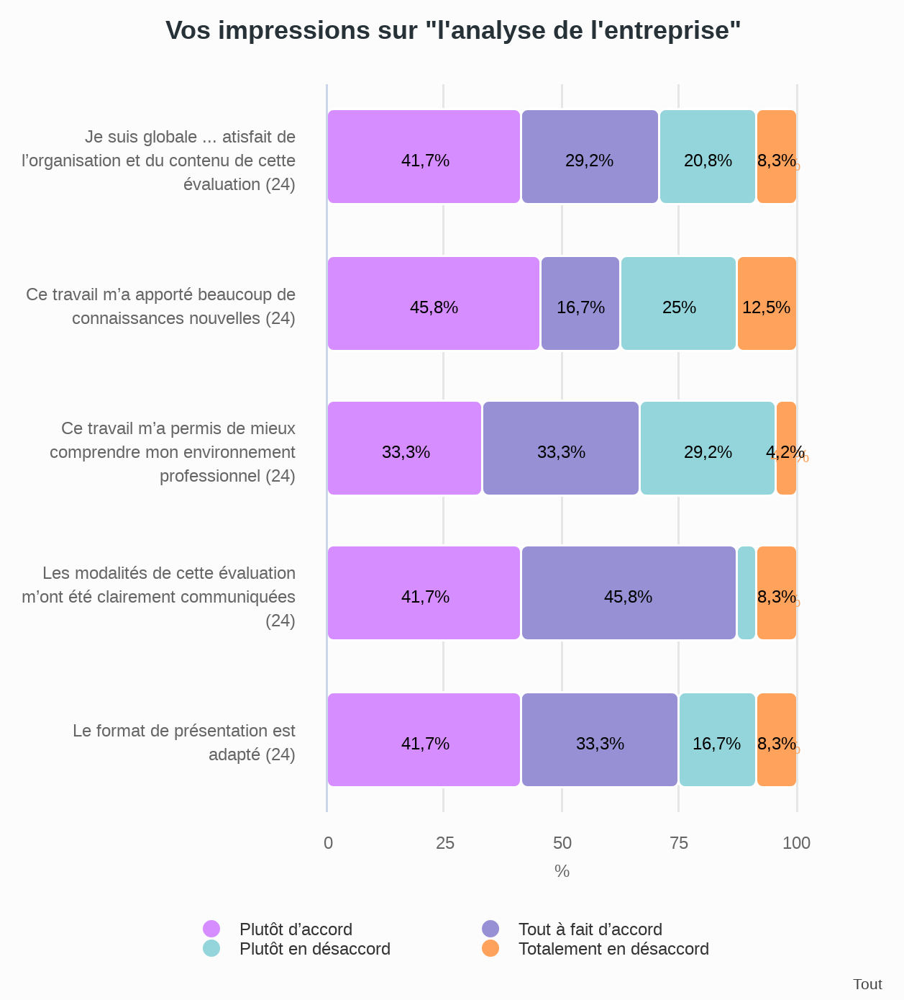 Vos impressions sur "l'analyse de l'entreprise"
Je suis globale ... atisfait de
l’organisation et du contenu de cette
évaluation (24)
41,7%
29,2%
20,8%
8,3%
Ce travail m’a apporté beaucoup de
connaissances nouvelles (24)
45,8%
16,7%
25%
12,5%
Ce travail m’a permis de mieux
comprendre mon environnement
professionnel (24)
33,3%
33,3%
29,2%
4,2%
Les modalités de cette évaluation
m’ont été clairement communiquées
(24)
41,7%
45,8%
8,3%
Le format de présentation est
adapté (24)
41,7%
33,3%
16,7%
8,3%
0
25
50
75
100
%
Plutôt d’accord
Tout à fait d’accord
Plutôt en désaccord
Totalement en désaccord
Tout